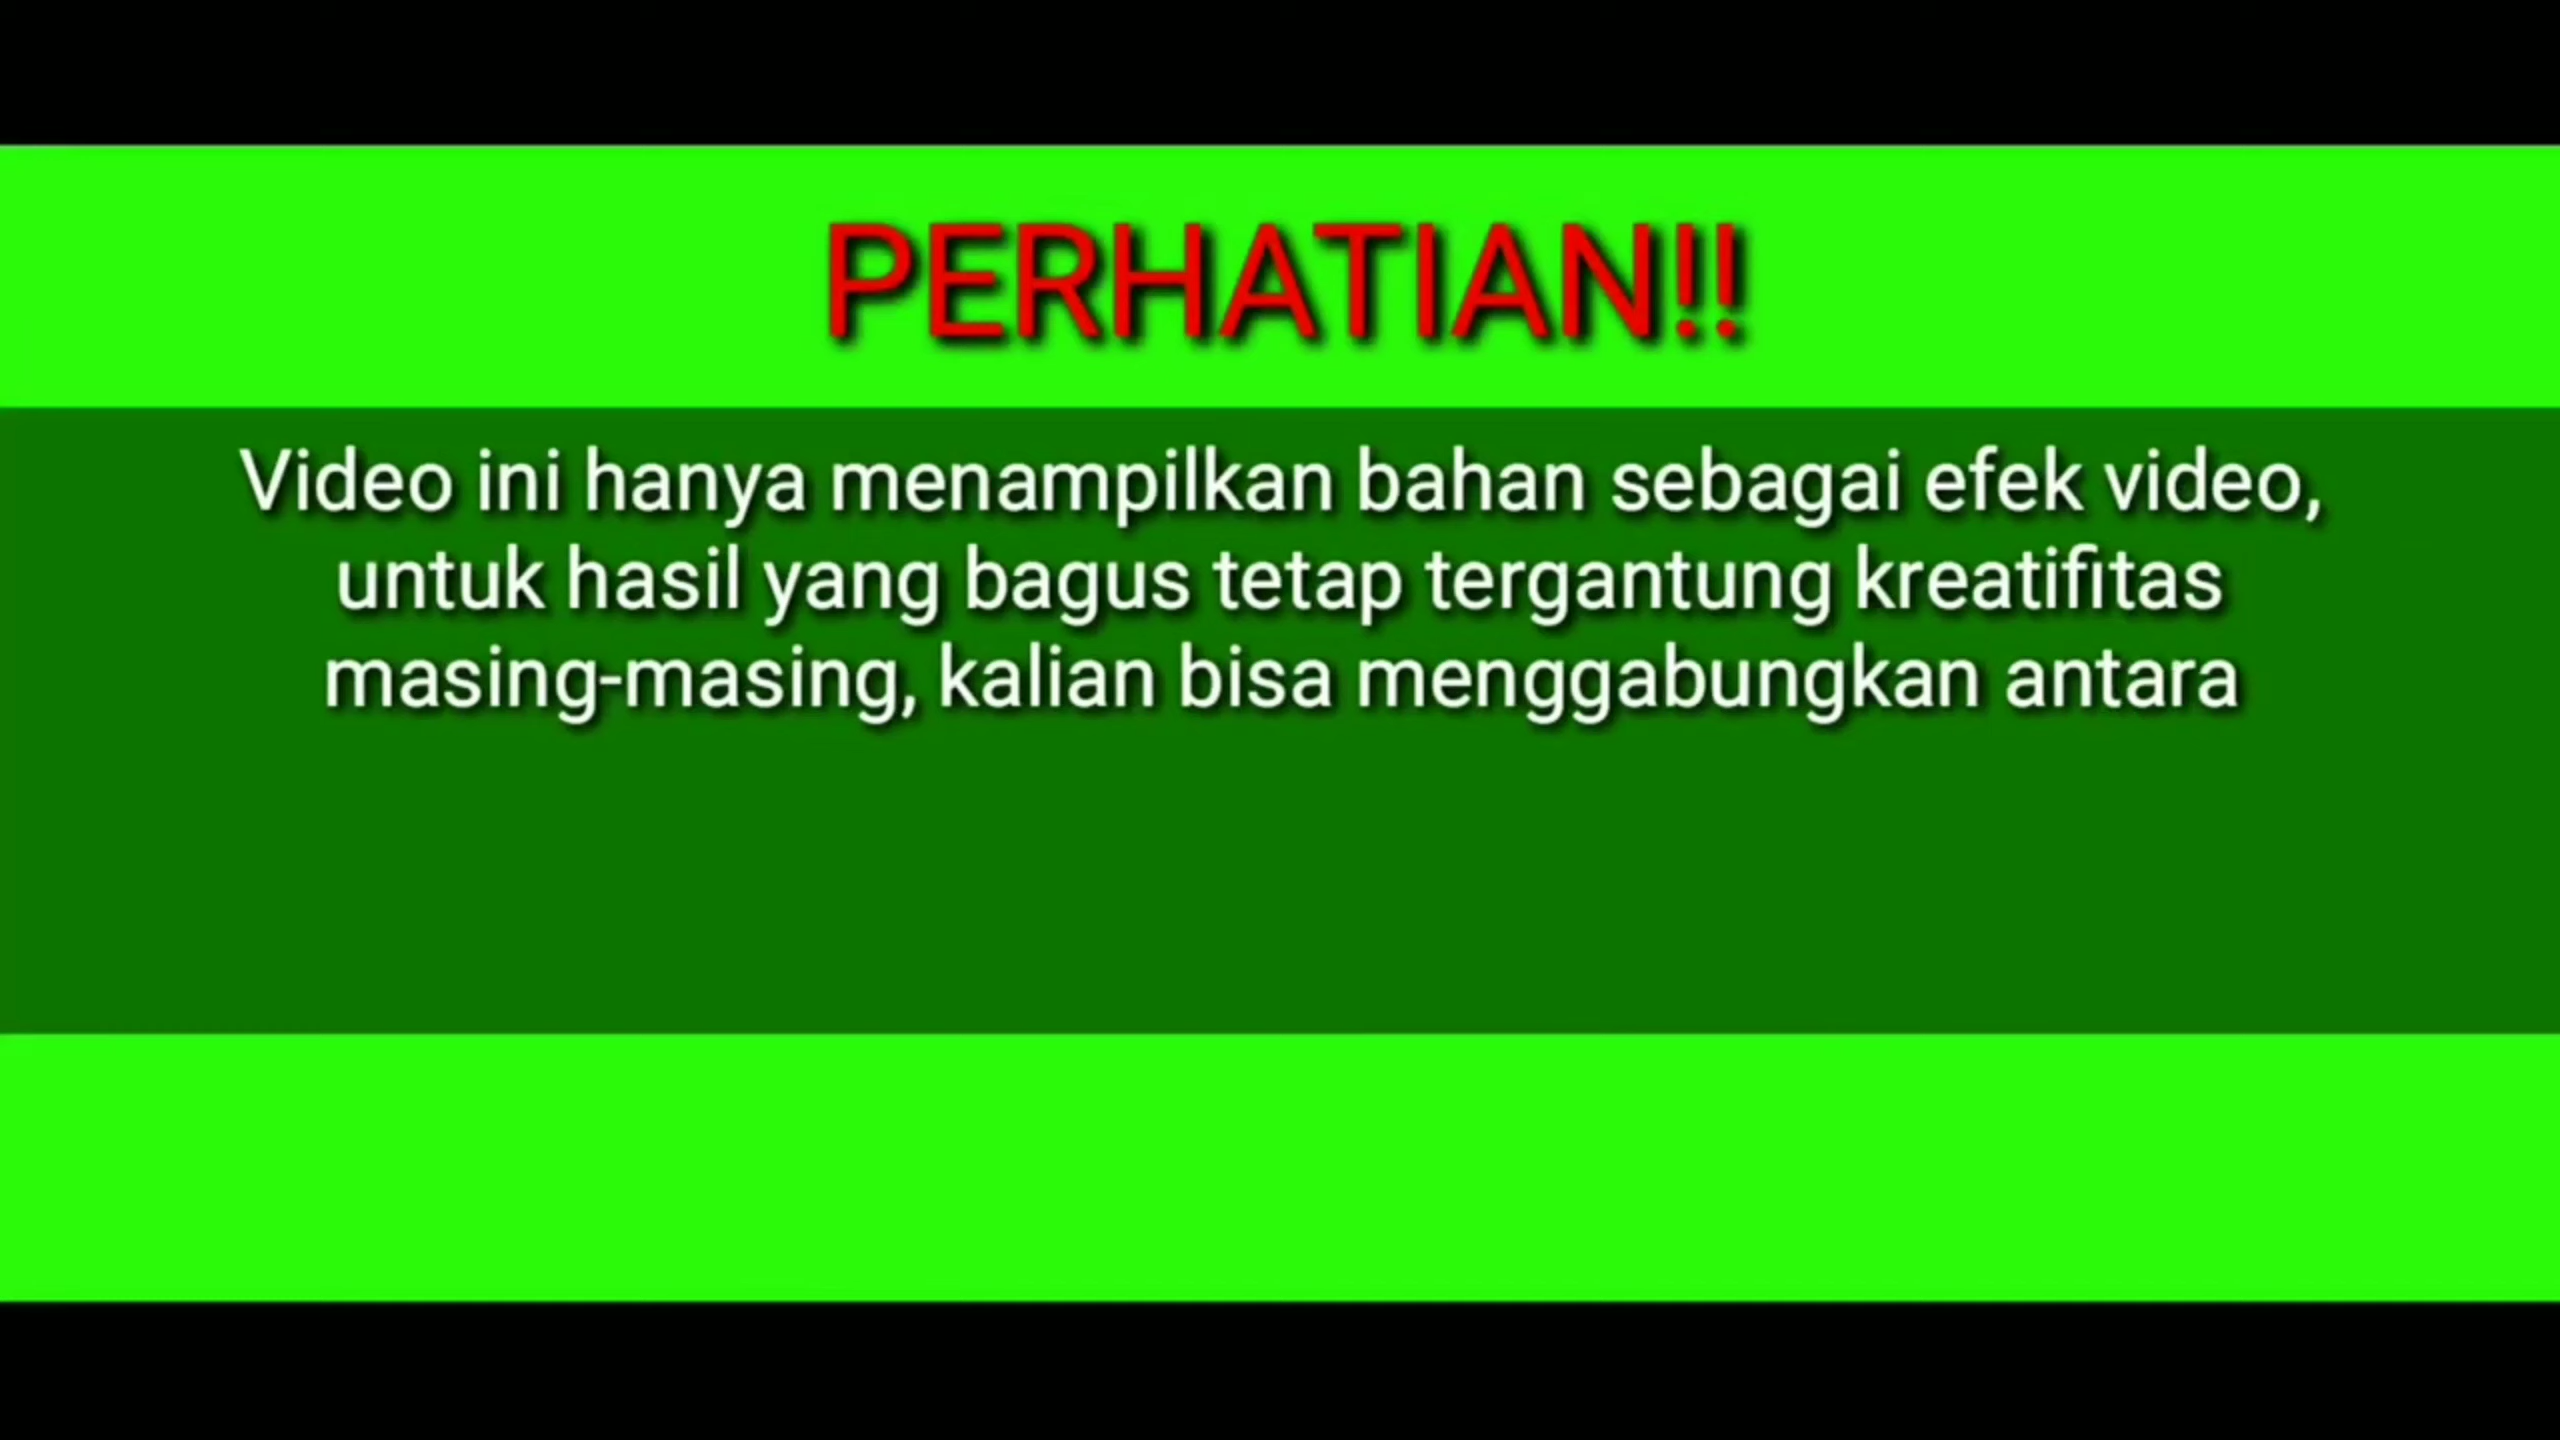 PERHATIAN!!
Video ini hanya menampilkan bahan sebagai efek video,
untuk hasil yang bagus tetap tergantung kreatifitas
masing-masing, kalian bisa menggabungkan antara